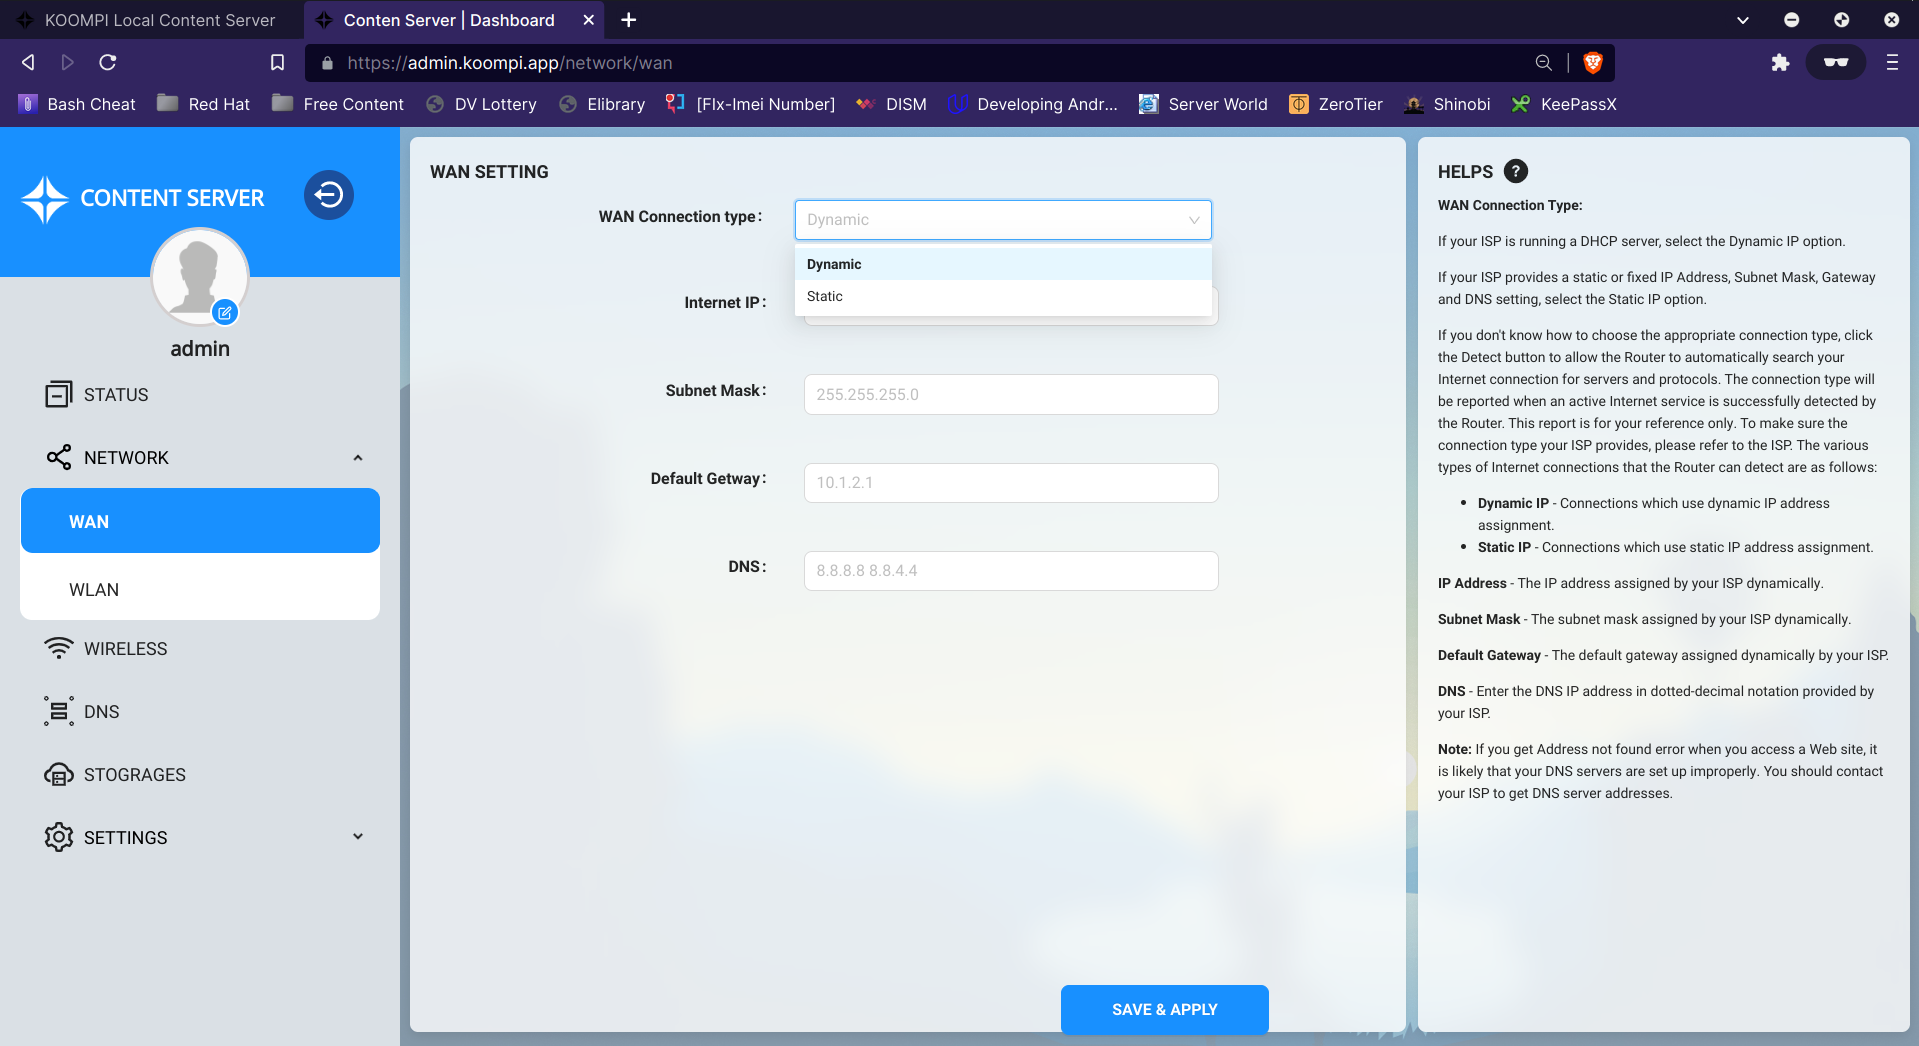 KOOMPI Local Content Server
Conten Server | Dashboard
https://admin.koompi.app/network/wan
Bash Cheat
Red Hat
Free Content
DV Lottery
Elibrary
[FIx-Imei Number]
DISM
Developing Andr...
Server World
ZeroTier
Shinobi
KeePassX
CONTENT SERVER
admin
STATUS
NETWORK
WAN
WLAN
WIRELESS
DNS
STOGRAGES
SETTINGS
WAN SETTING
WAN Connection type :
Dynamic
Dynamic
Static
Internet IP :
Subnet Mask :
255.255.255.0
Default Getway :
10.1.2.1
DNS :
8.8.8.8 8.8.4.4
SAVE & APPLY
HELPS ?
WAN Connection Type:
If your ISP is running a DHCP server, select the Dynamic IP option.
If your ISP provides a static or fixed IP Address, Subnet Mask, Gateway
and DNS setting, select the Static IP option.
If you don't know how to choose the appropriate connection type, click
the Detect button to allow the Router to automatically search your
Internet connection for servers and protocols. The connection type will
be reported when an active Internet service is successfully detected by
the Router. This report is for your reference only. To make sure the
connection type your ISP provides, please refer to the ISP. The various
types of Internet connections that the Router can detect are as follows:
• Dynamic IP - Connections which use dynamic IP address
assignment.
• Static IP - Connections which use static IP address assignment.
IP Address - The IP address assigned by your ISP dynamically.
Subnet Mask - The subnet mask assigned by your ISP dynamically.
Default Gateway - The default gateway assigned dynamically by your ISP.
DNS - Enter the DNS IP address in dotted-decimal notation provided by
your ISP.
Note: If you get Address not found error when you access a Web site, it
is likely that your DNS servers are set up improperly. You should contact
your ISP to get DNS server addresses.